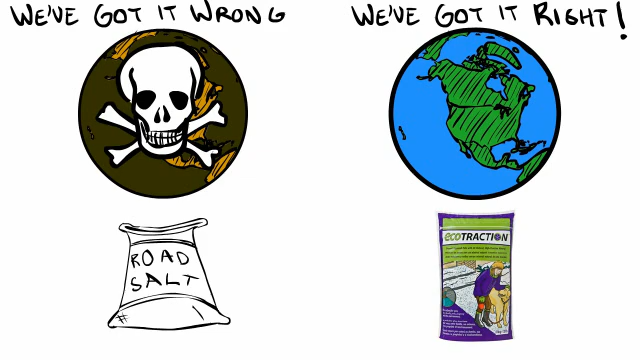 WE'VE GOT IT WRONG
WE'VE GOT IT RIGHT!
ROAD
SALT
ecoTRACTION